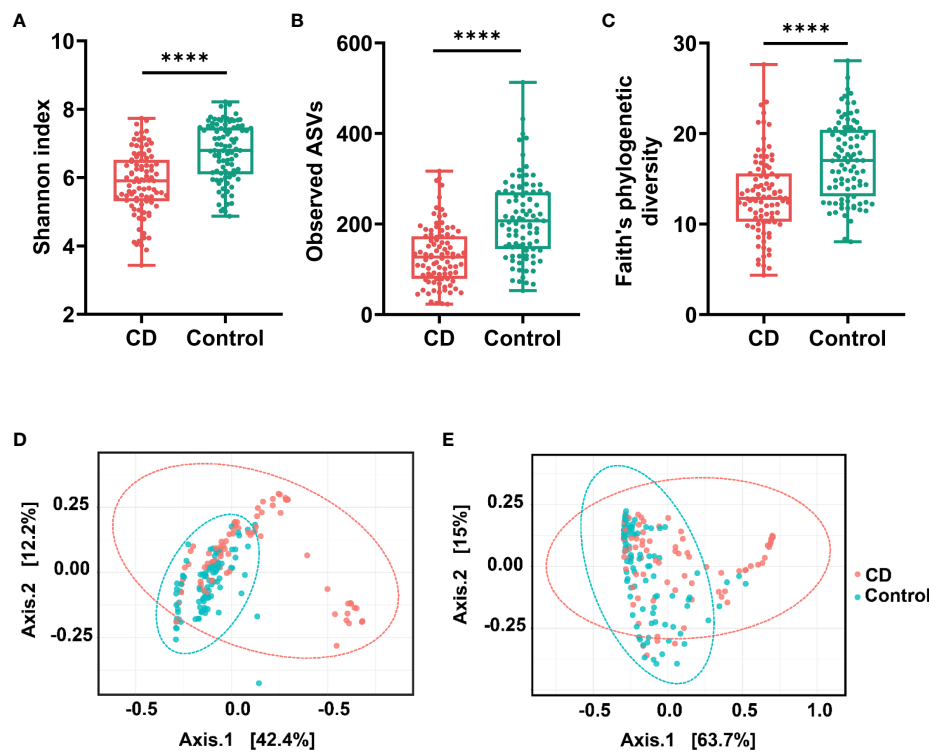 A
B
C
****
****
****
10
8
6
4
2
Shannon index
CD
Control
600
400
200
0
Observed ASVs
CD
Control
30
20
10
0
Faith's phylogenetic
diversity
CD
Control
D
E
0.25
0.00
-0.25
Axis.2 [12.2%]
-0.5
0.0
-0.5
Axis.1 [42.4%]
0.25
0.00
-0.25
Axis.2 [15%]
-0.5
0.0
0.5
1.0
Axis.1 [63.7%]
CD
Control